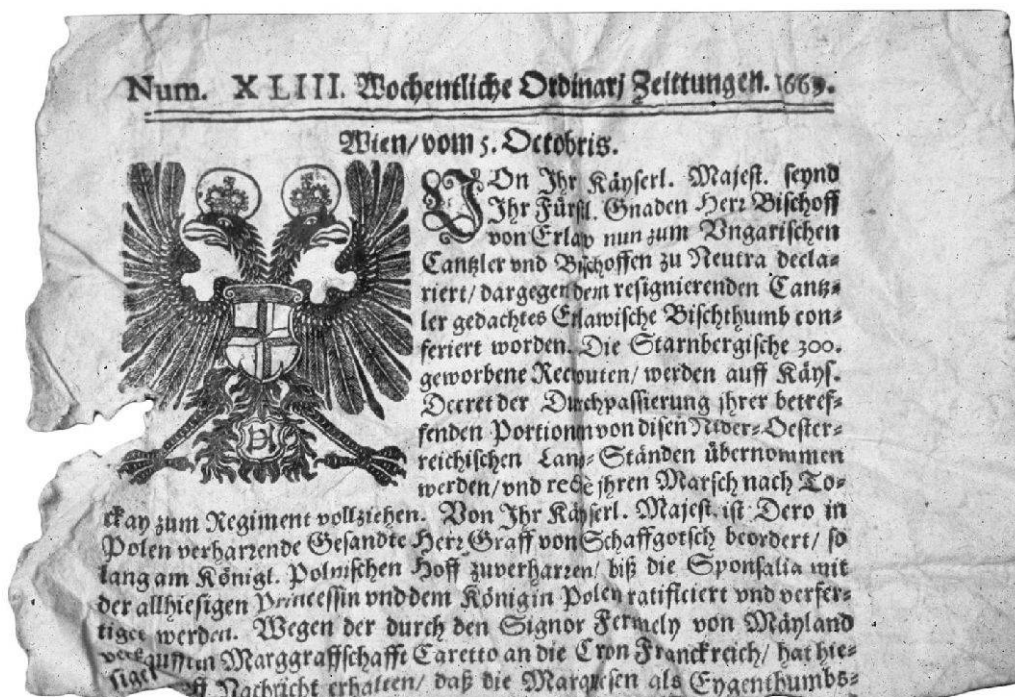 Num. XLIII. Wochentliche Ordinari Zeittungen. 1669.
Wien/ vom 5. Octobris.
VOn Ihr Käyserl. Majest. seynd
Ihr Fürstl. Gnaden Herr Bischoff
von Erlau nun zum Vngarischen
Cantzler vnd Bischoffen zu Neutra decla-
riert/ dargegen dem resignierenden Cantz-
ler gedachtes Erlawische Bischthumb con-
feriert worden. Die Starnbergische 300.
geworbene Recruten/ werden auff Käys.
Decret der Durchpassierung jhrer betref-
fenden Portion von disen Nider-Oester-
reichischen Land-Ständen übernommen
werden/ vnd jhren Marsch nach To-
ckay zum Regiment vollziehen. Von Ihr Käyserl. Majest. ist Dero in
Polen verharrende Gesandte Herr Graff von Schaffgotsch beordert/ so
lang am Königl. Polnischen Hoff zuverharren/ biß die Sponsalia mit
der allhiesigen Princessin vnd dem König in Polen ratificiert vnd verfer-
tiget werden. Wegen der durch den Signor Fermely von Mäyland
verkaufften Marggraffschafft Caretto an die Cron Franckreich/ hat hie-
siger Hoff Nachricht erhalten/ daß die Marquesen als Eygenthumbs-